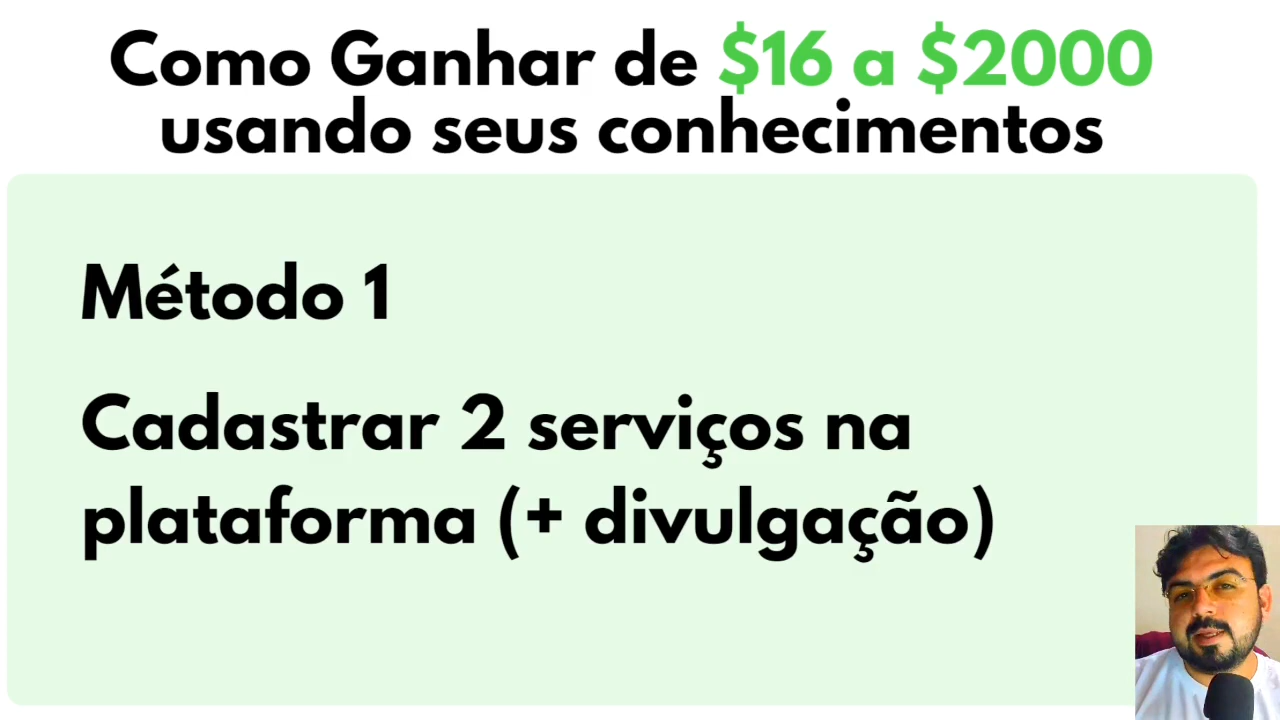 Como Ganhar de $16 a $2000
usando seus conhecimentos
Método 1
Cadastrar 2 serviços na
plataforma (+ divulgação)